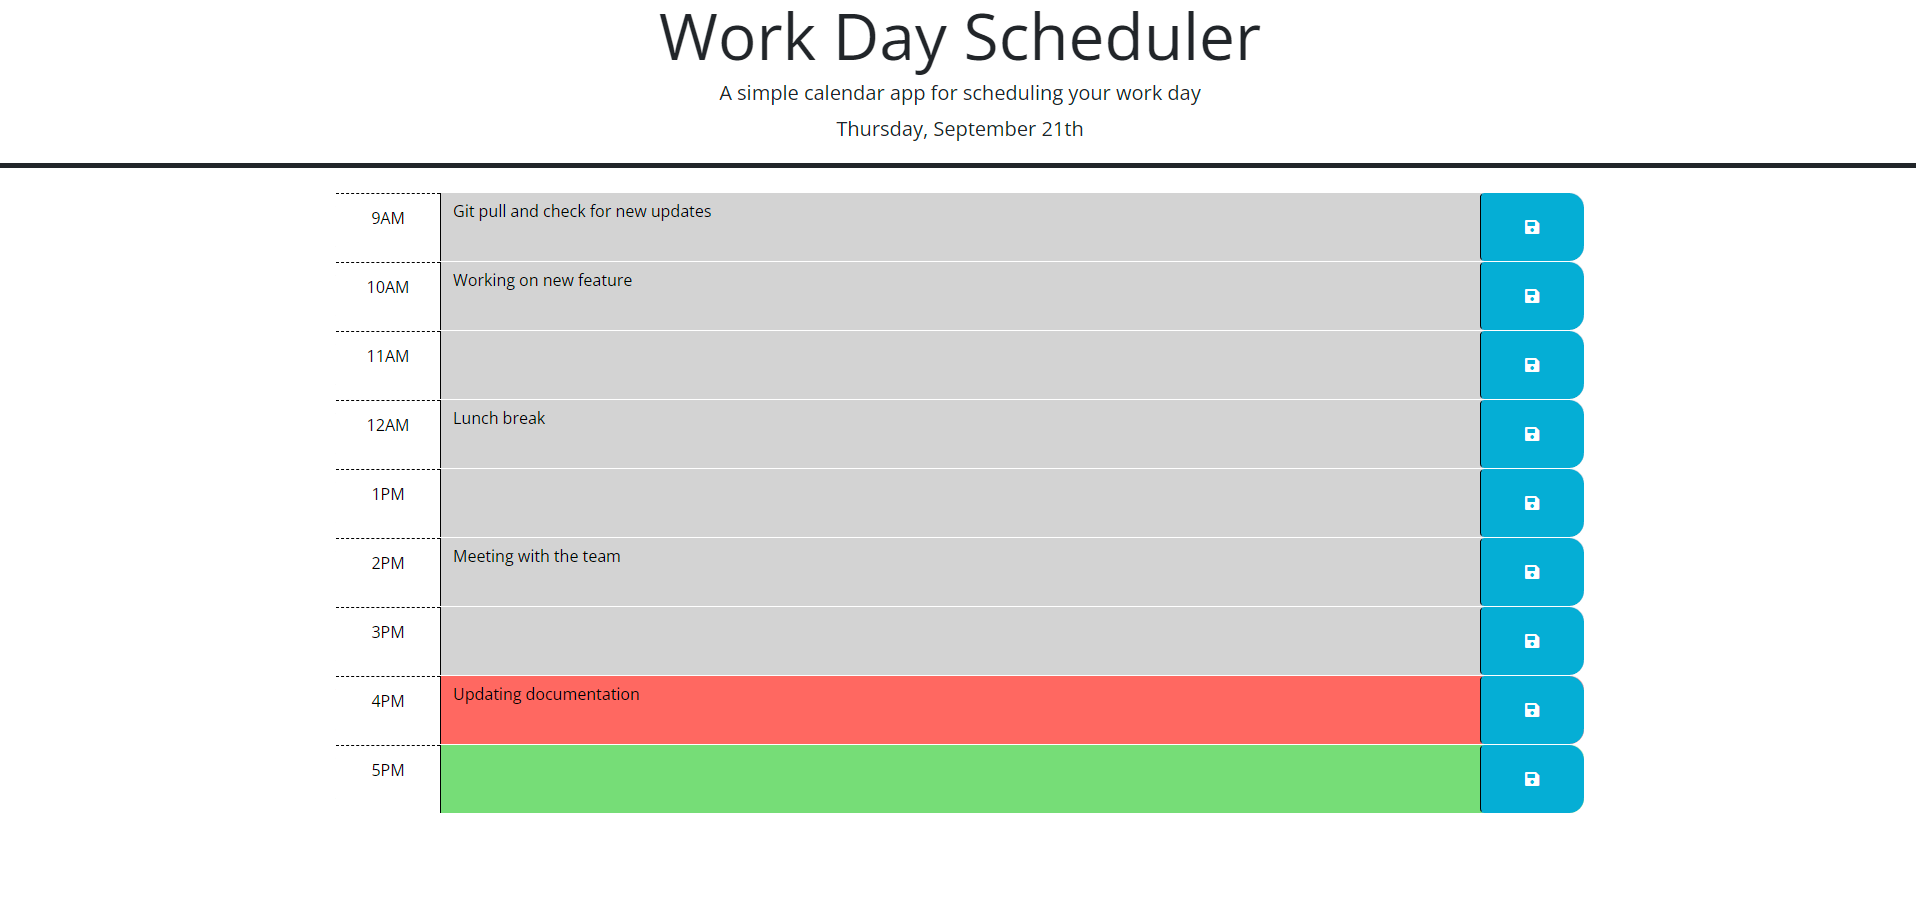 Work Day Scheduler
A simple calendar app for scheduling your work day
Thursday, September 21th
9AM Git pull and check for new updates
10AM Working on new feature
11AM
12AM Lunch break
1PM
2PM Meeting with the team
3PM
4PM Updating documentation
5PM